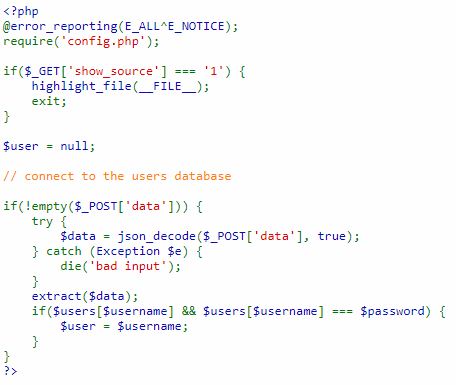 <?php
@error_reporting(E_ALL^E_NOTICE);
require('config.php');

if($_GET['show_source'] === '1') {
    highlight_file(__FILE__);
    exit;
}

$user = null;

// connect to the users database

if(!empty($_POST['data'])) {
    try {
        $data = json_decode($_POST['data'], true);
    } catch (Exception $e) {
        die('bad input');
    }
    extract($data);
    if($users[$username] && $users[$username] === $password) {
        $user = $username;
    }
}
?>